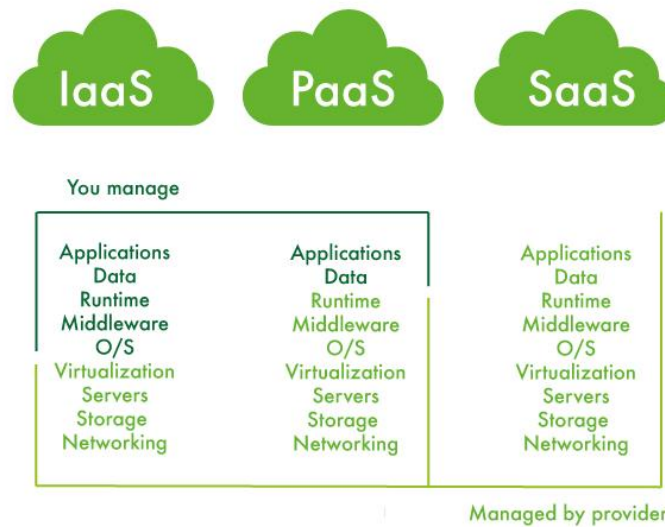 IaaS
PaaS
SaaS
You manage
Applications
Data
Runtime
Middleware
O/S
Virtualization
Servers
Storage
Networking
Applications
Data
Runtime
Middleware
O/S
Virtualization
Servers
Storage
Networking
Applications
Data
Runtime
Middleware
O/S
Virtualization
Servers
Storage
Networking
Managed by provider